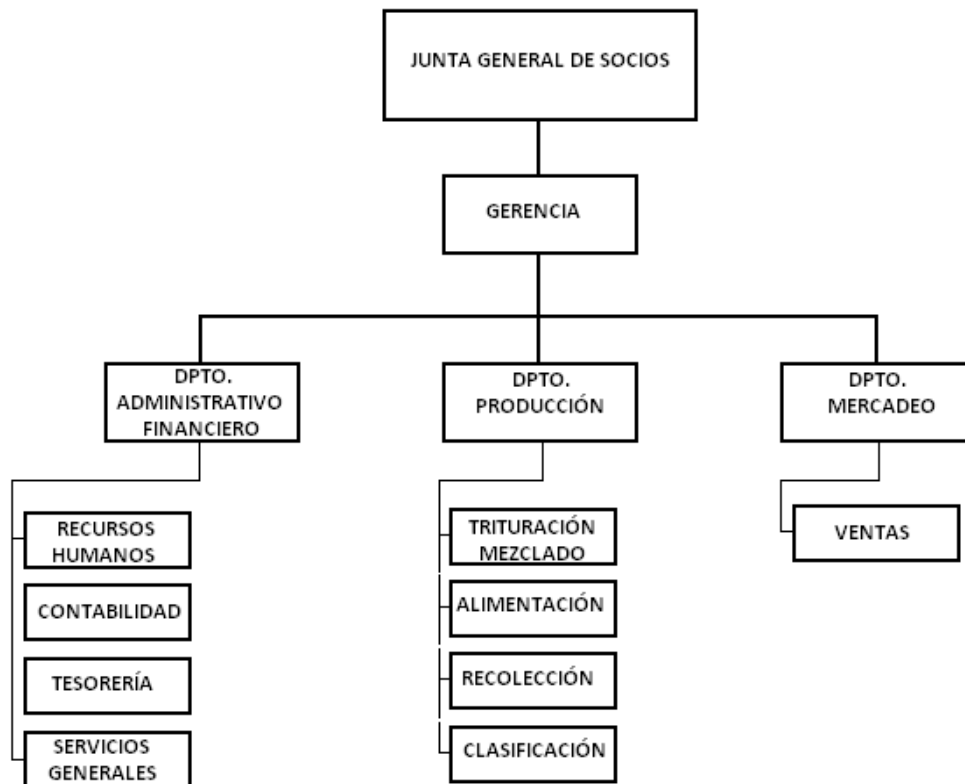 JUNTA GENERAL DE SOCIOS
GERENCIA
DPTO.
ADMINISTRATIVO
FINANCIERO
DPTO.
PRODUCCIÓN
DPTO.
MERCADEO
RECURSOS
HUMANOS
CONTABILIDAD
TESORERÍA
SERVICIOS
GENERALES
TRITURACIÓN
MEZCLADO
ALIMENTACIÓN
RECOLECCIÓN
CLASIFICACIÓN
VENTAS